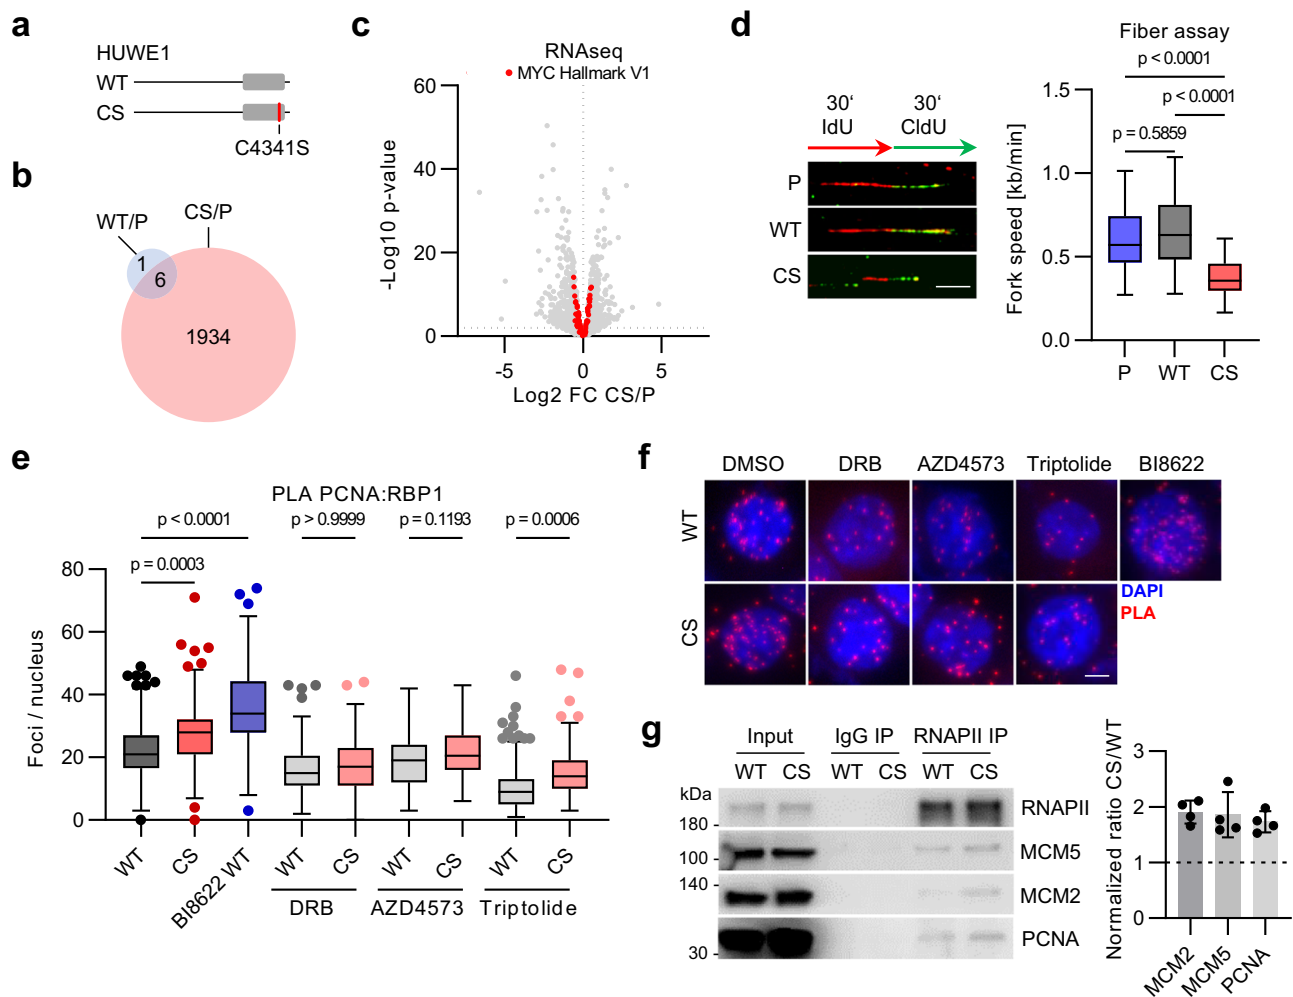 a
HUWE1
WT
CS
C4341S
b
WT/P
CS/P
1
6
1934
c
RNAseq
MYC Hallmark V1
60
40
20
0
-Log10 p-value
-5
0
5
Log2 FC CS/P
d
30‘
IdU
30‘
CldU
P
WT
CS
Fiber assay
p < 0.0001
p < 0.0001
p = 0.5859
1.5
1.0
0.5
0.0
Fork speed [kb/min]
P
WT
CS
e
PLA PCNA:RBP1
p < 0.0001
p > 0.9999
p = 0.1193
p = 0.0006
p = 0.0003
80
60
40
20
0
Foci / nucleus
WT
CS
BI8622 WT
WT
CS
WT
CS
WT
CS
DRB
AZD4573
Triptolide
f
DMSO
DRB
AZD4573
Triptolide
BI8622
WT
CS
DAPI
PLA
g
Input
IgG IP
RNAPII IP
WT
CS
WT
CS
WT
CS
kDa
180
100
140
30
RNAPII
MCM5
MCM2
PCNA
Normalized ratio CS/WT
3
2
1
0
MCM2
MCM5
PCNA